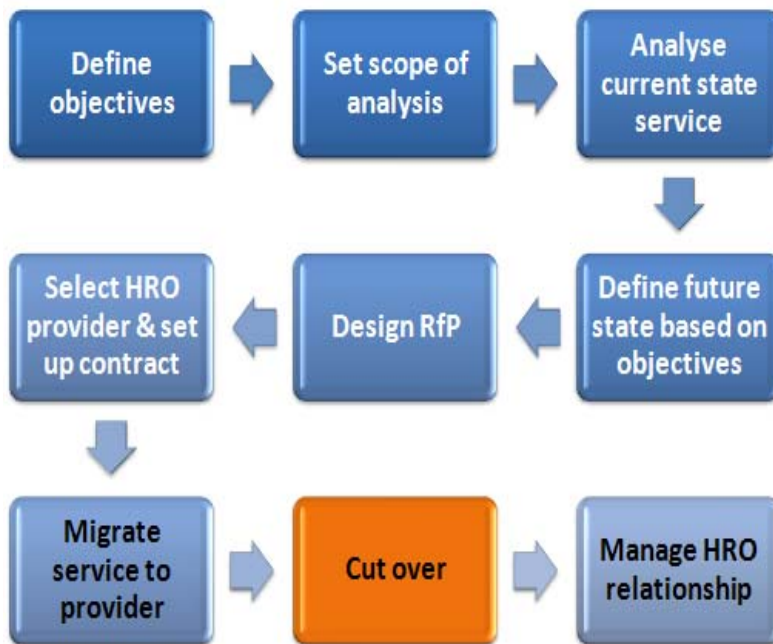 Define
objectives
Set scope of
analysis
Analyse
current state
service
Define future
state based on
objectives
Design RfP
Select HRO
provider & set
up contract
Migrate
service to
provider
Cut over
Manage HRO
relationship